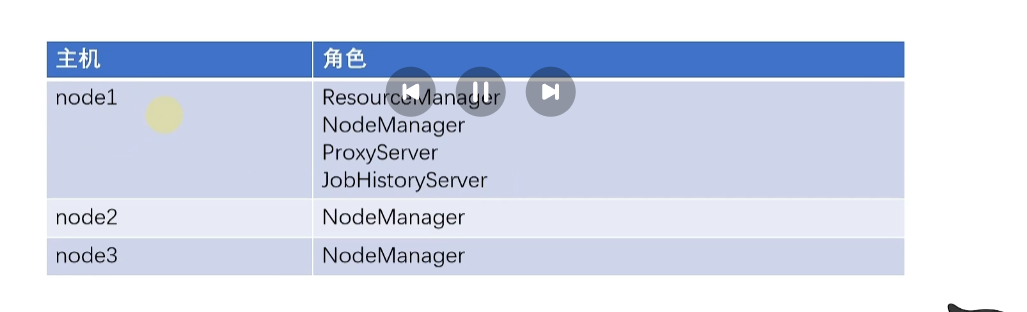 主机 角色
node1 ResourceManager
NodeManager
ProxyServer
JobHistoryServer
node2 NodeManager
node3 NodeManager